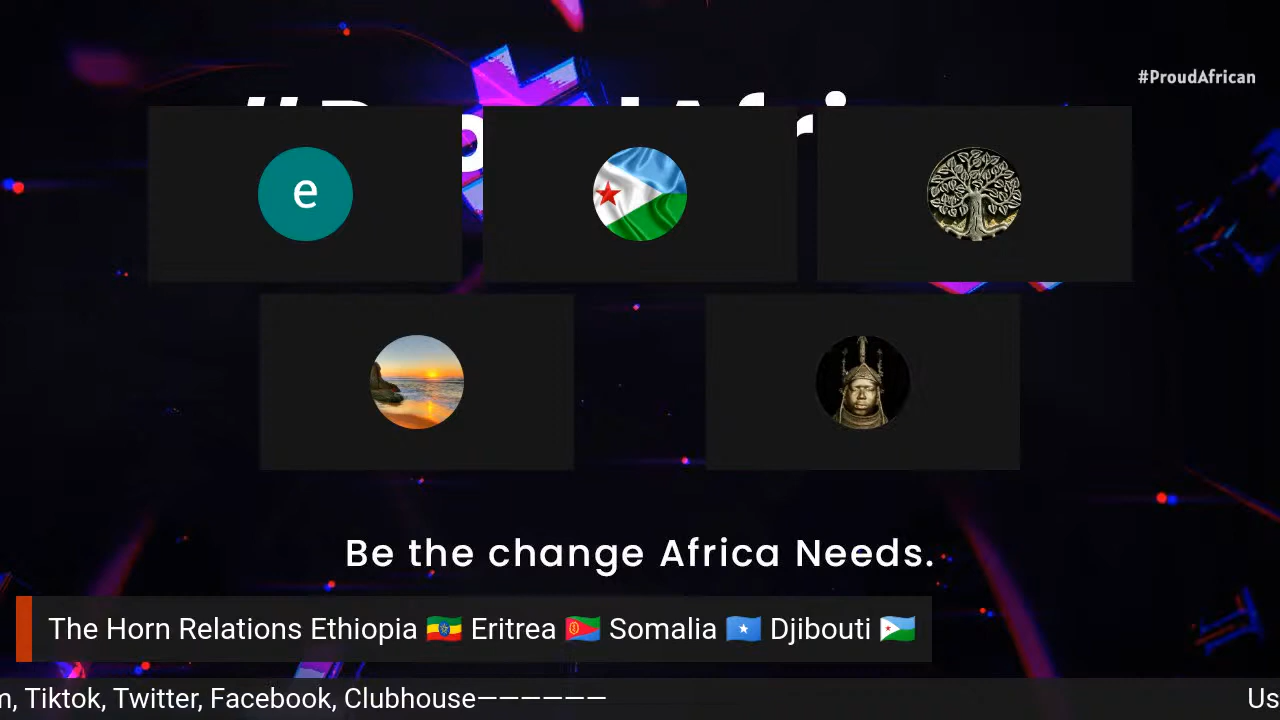 #ProudAfrican
e
Be the change Africa Needs.
The Horn Relations Ethiopia 🇪🇹 Eritrea 🇪🇷 Somalia 🇸🇴 Djibouti 🇩🇯
m, Tiktok, Twitter, Facebook, Clubhouse——————
Us